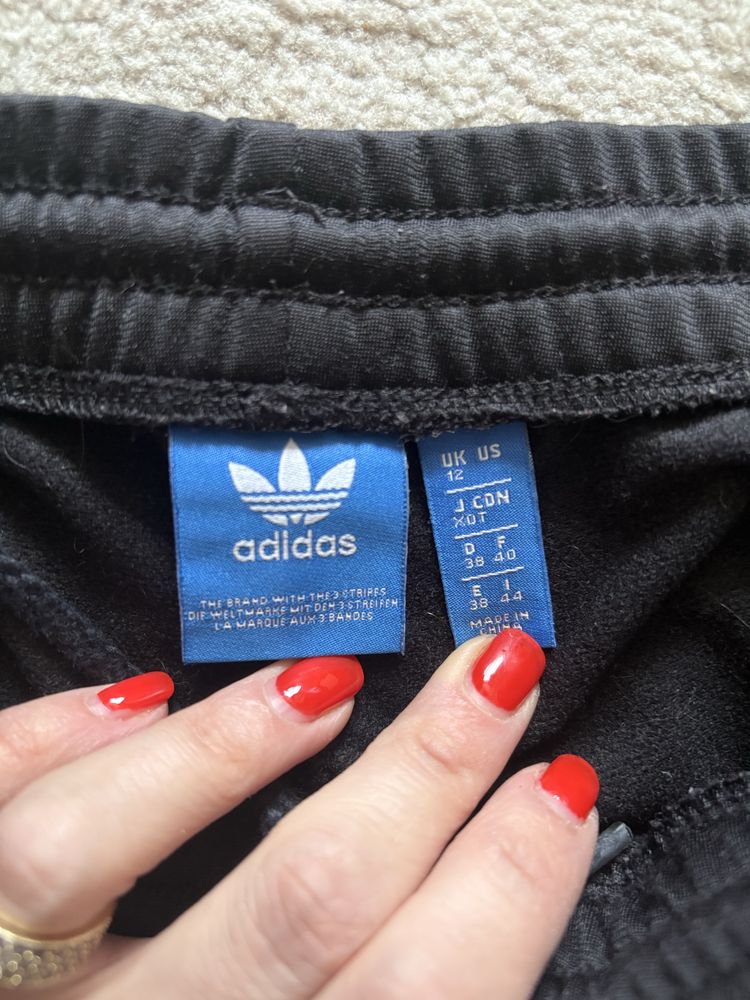 adidas
THE BRAND WITH THE 3 STRIPES
DIE WELTMARKE MIT DEN 3 STREIFEN
LA MARQUE AUX 3 BANDES
UK US
12
J CDN
XOT
D F
38 40
E I
38 44
MADE IN
CHINA